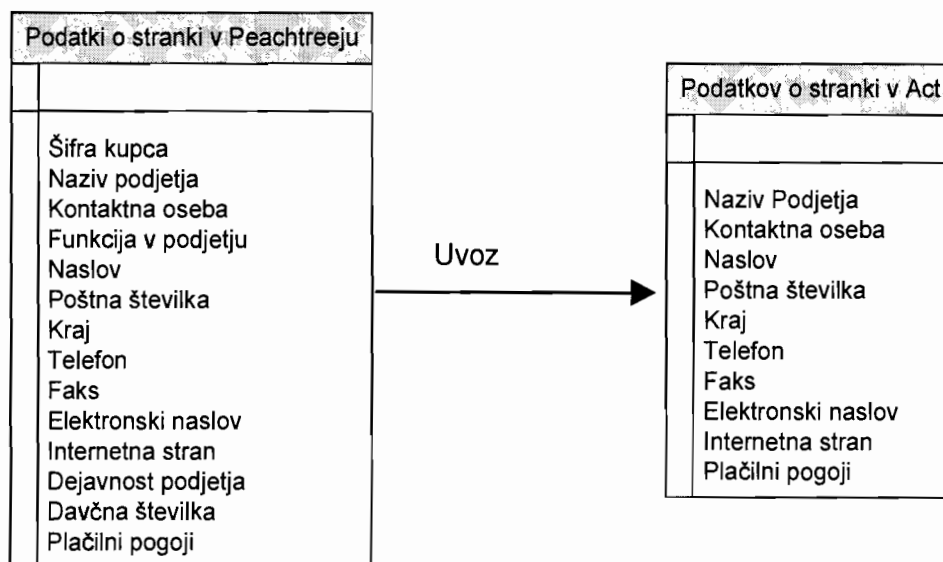 Podatki o stranki v Peachtreeju
Šifra kupca
Naziv podjetja
Kontaktna oseba
Funkcija v podjetju
Naslov
Poštna številka
Kraj
Telefon
Faks
Elektronski naslov
Internetna stran
Dejavnost podjetja
Davčna številka
Plačilni pogoji
Uvoz
Podatkov o stranki v Act
Naziv Podjetja
Kontaktna oseba
Naslov
Poštna številka
Kraj
Telefon
Faks
Elektronski naslov
Internetna stran
Plačilni pogoji